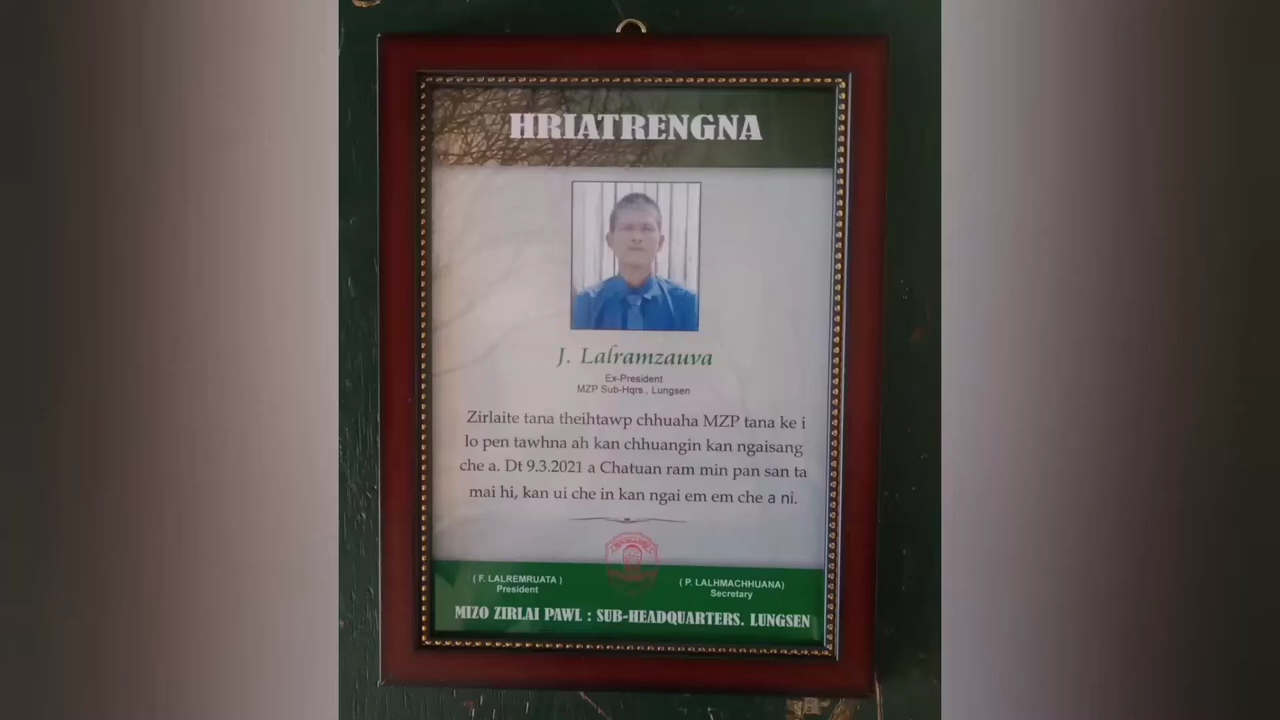 HRIATRENGNA
J. Lalramzauva
Ex-President
MZP Sub-Hqrs., Lungsen
Zirlaite tana theihtawp chhuaha MZP tana ke i
lo pen tawhna ah kan chhuangin kan ngaisang
che a. Dt 9.3.2021 a Chatuan ram min pan san ta
mai hi, kan ui che in kan ngai em em che a ni.
( F. LALREMRUATA )
President
( P. LALHMACHHUANA)
Secretary
MIZO ZIRLAI PAWL : SUB-HEADQUARTERS. LUNGSEN